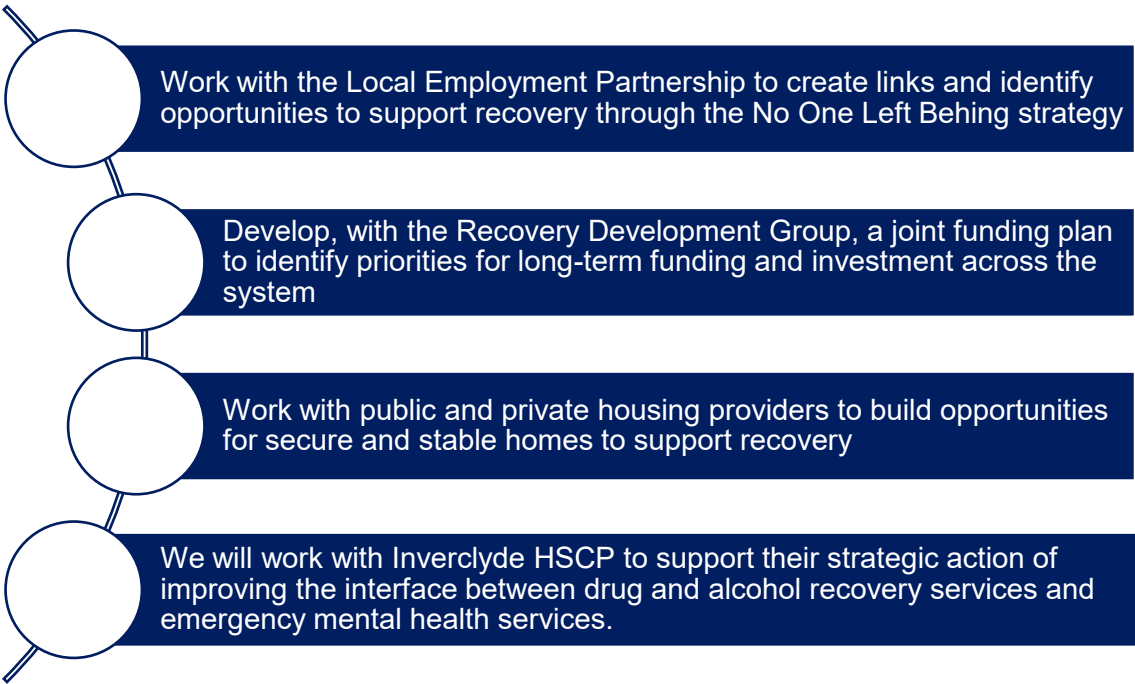 Work with the Local Employment Partnership to create links and identify
opportunities to support recovery through the No One Left Behing strategy
Develop, with the Recovery Development Group, a joint funding plan
to identify priorities for long-term funding and investment across the
system
Work with public and private housing providers to build opportunities
for secure and stable homes to support recovery
We will work with Inverclyde HSCP to support their strategic action of
improving the interface between drug and alcohol recovery services and
emergency mental health services.